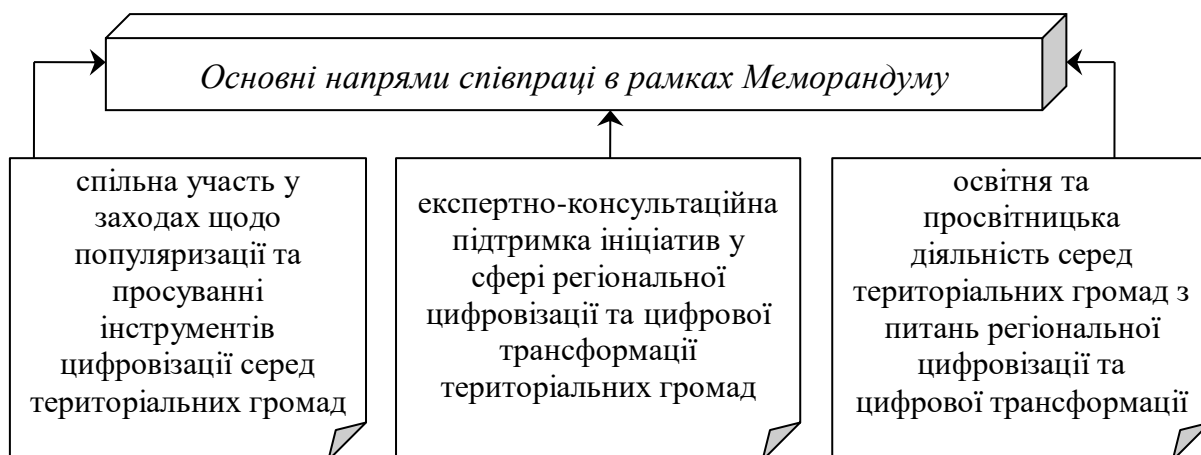 Основні напрями співпраці в рамках Меморандуму
спільна участь у
заходах щодо
популяризації та
просуванні
інструментів
цифровізації серед
територіальних громад
експертно-консультаційна
підтримка ініціатив у
сфері регіональної
цифровізації та цифрової
трансформації
територіальних громад
освітня та
просвітницька
діяльність серед
територіальних громад з
питань регіональної
цифровізації та
цифрової трансформації